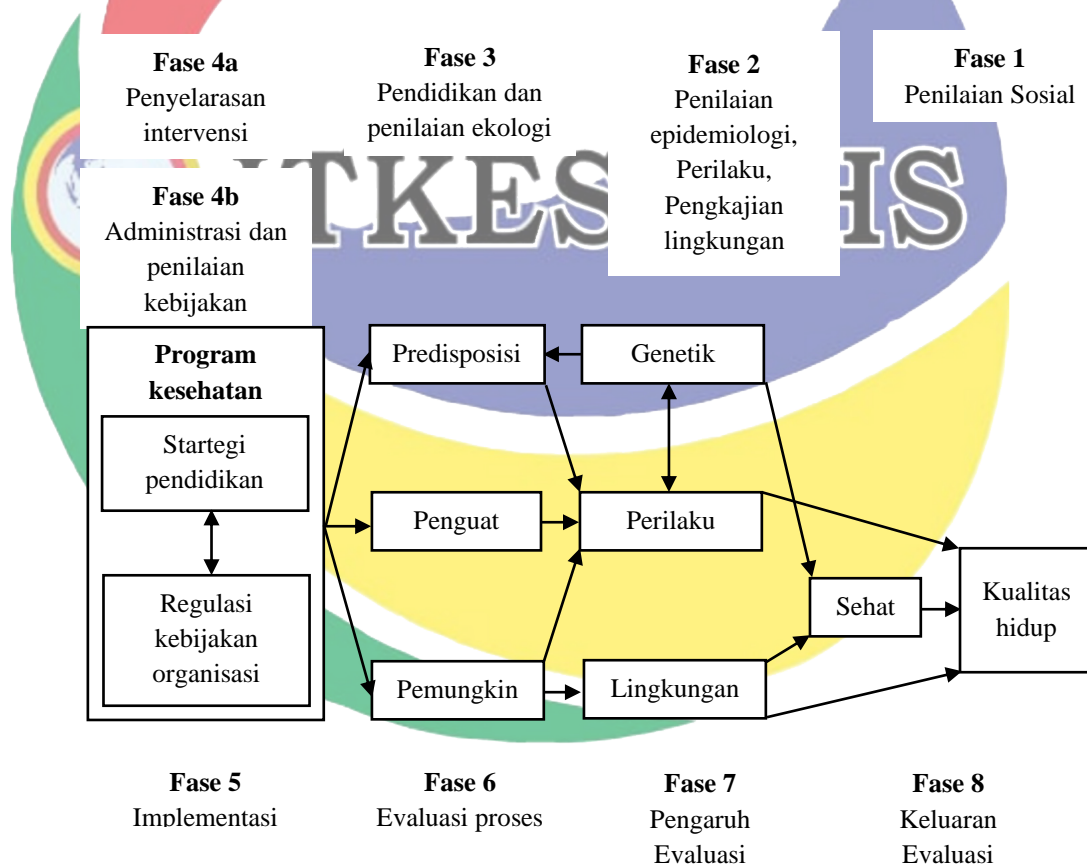 Fase 4a
Penyelarasan
intervensi
Fase 3
Pendidikan dan
penilaian ekologi
Fase 2
Penilaian
epidemiologi,
Perilaku,
Pengkajian
lingkungan
Fase 1
Penilaian Sosial
Fase 4b
Administrasi dan
penilaian
kebijakan
Program
kesehatan
Startegi
pendidikan
Regulasi
kebijakan
organisasi
Predisposisi
Genetik
Penguat
Perilaku
Sehat
Kualitas
hidup
Pemungkin
Lingkungan
Fase 5
Implementasi
Fase 6
Evaluasi proses
Fase 7
Pengaruh
Evaluasi
Fase 8
Keluaran
Evaluasi